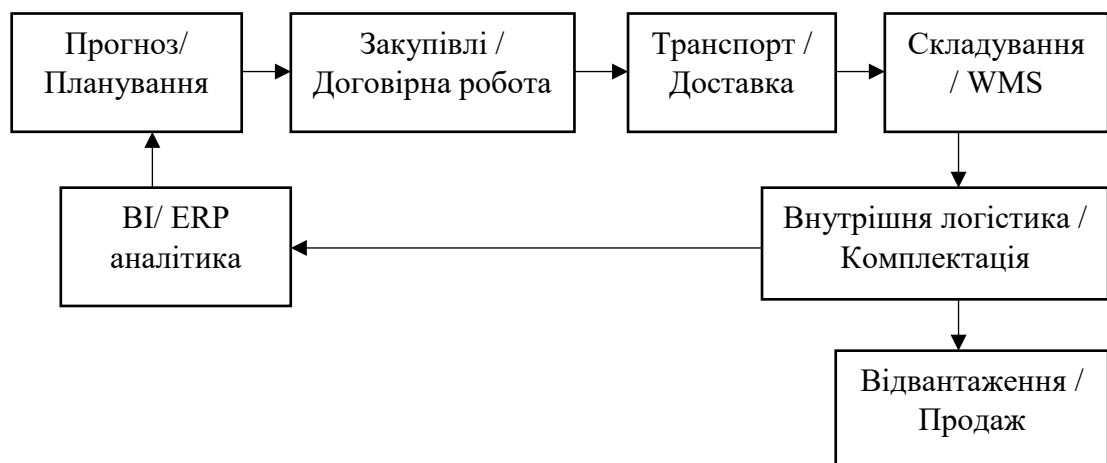 Прогноз/
Планування
Закупівлі /
Договірна робота
Транспорт /
Доставка
Складування
/ WMS
BI/ ERP
аналітика
Внутрішня логістика /
Комплектація
Відвантаження /
Продаж